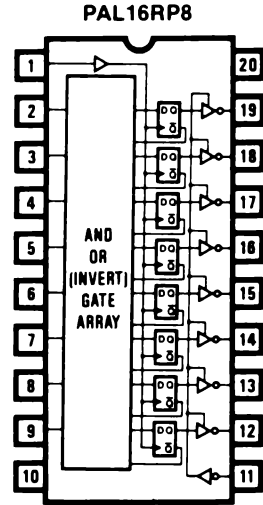 PAL16RP8
1
20
2
D Q
Q̅
19
3
D Q
Q̅
18
4
D Q
Q̅
17
5
D Q
Q̅
16
AND
OR
(INVERT)
GATE
ARRAY
6
D Q
Q̅
15
7
D Q
Q̅
14
8
D Q
Q̅
13
9
D Q
Q̅
12
10
11